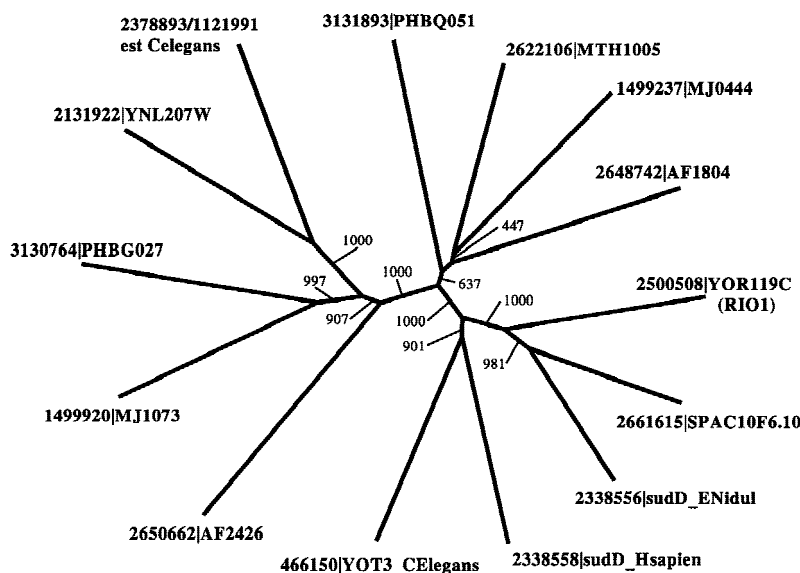 2378893/1121991
est Celegans
3131893|PHBQ051
2622106|MTH1005
1499237|MJ0444
2131922|YNL207W
2648742|AF1804
447
1000
3130764|PHBG027
997
1000
637
2500508|YOR119C
(RIO1)
907
1000
1000
901
981
1499920|MJ1073
2661615|SPAC10F6.10
2338556|sudD_ENidul
2650662|AF2426
466150|YOT3_CElegans
2338558|sudD_Hsapien